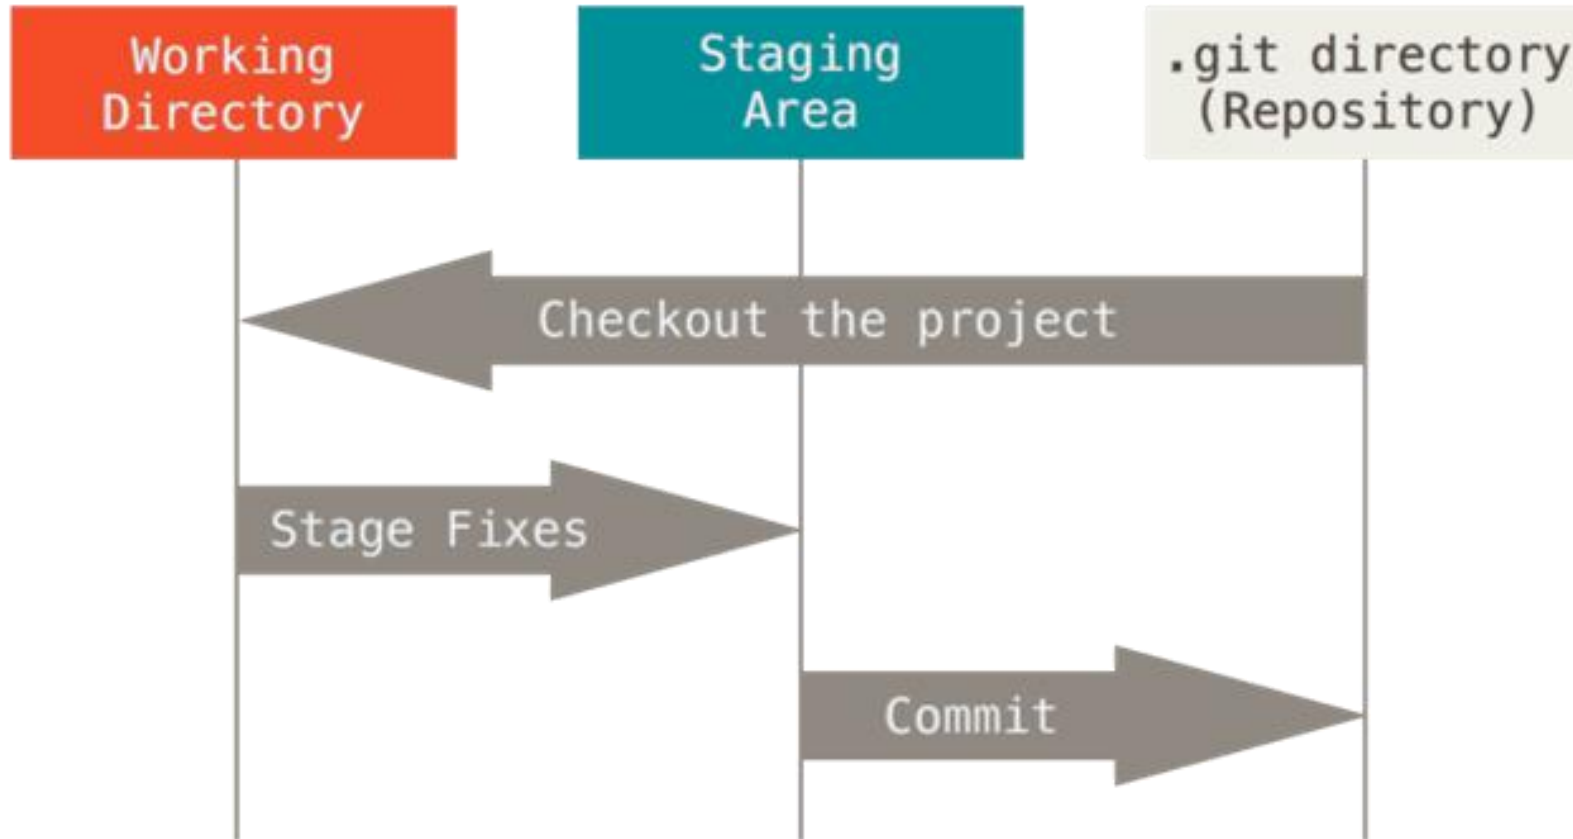 Working
Directory
Staging
Area
.git directory
(Repository)
Checkout the project
Stage Fixes
Commit